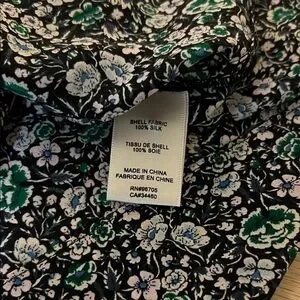 SHELL FABRIC
100% SILK
TISSU DE SHELL
100% SOIE
MADE IN CHINA
FABRIQUE EN CHINE
RN#96705
CA#34460